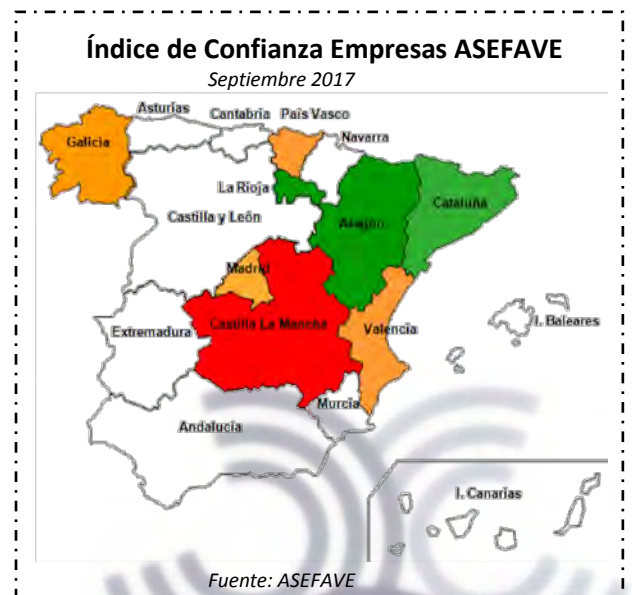 Índice de Confianza Empresas ASEFAVE
Septiembre 2017
Asturias
Cantabria
País Vasco
Navarra
Galicia
La Rioja
Castilla y León
Aragón
Cataluña
Madrid
Castilla La Mancha
Valencia
Extremadura
I. Baleares
Murcia
Andalucía
I. Canarias
Fuente: ASEFAVE